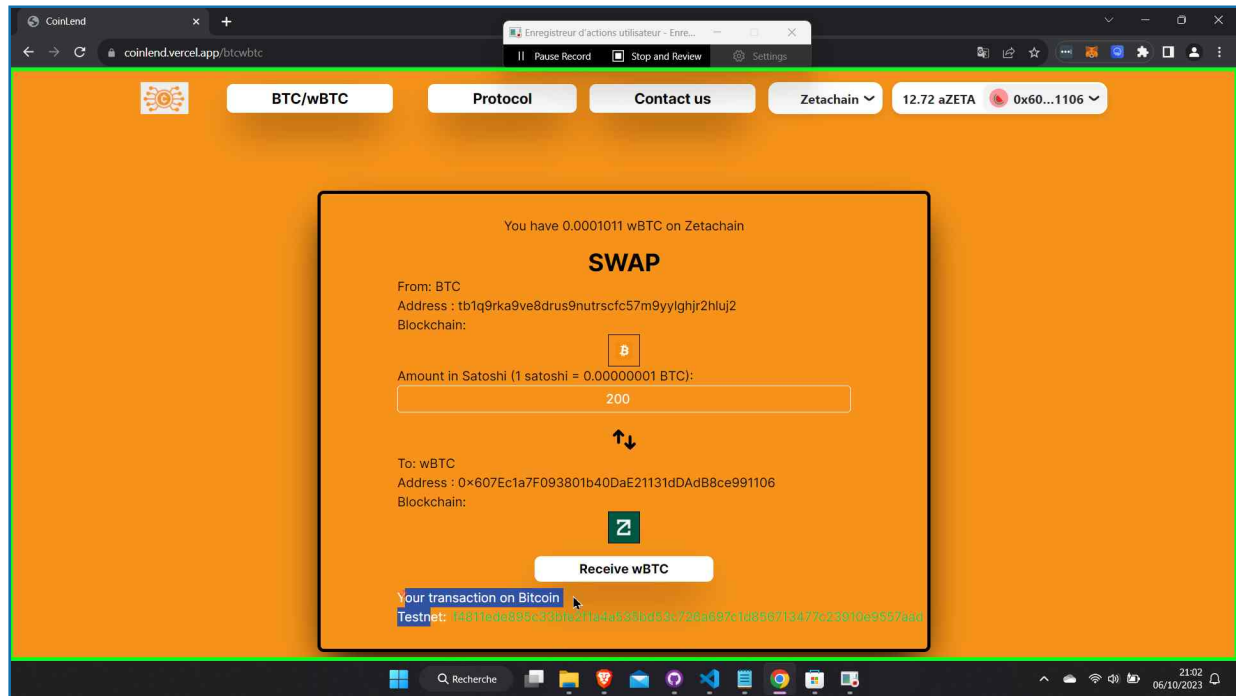 CoinLend
Enregistreur d'actions utilisateur - Enre...
coinlend.vercel.app/btcwbtc
Pause Record
Stop and Review
Settings
BTC/wBTC
Protocol
Contact us
Zetachain
12.72 aZETA
0x60...1106
You have 0.0001011 wBTC on Zetachain
SWAP
From: BTC
Address : tb1q9rka9ve8drus9nutrscfc57m9yylghjr2hluj2
Blockchain:
Amount in Satoshi (1 satoshi = 0.00000001 BTC):
200
To: wBTC
Address : 0×607Ec1a7F093801b40DaE21131dDAdB8ce991106
Blockchain:
Receive wBTC
Your transaction on Bitcoin
Testnet:
Recherche
21:02
06/10/2023